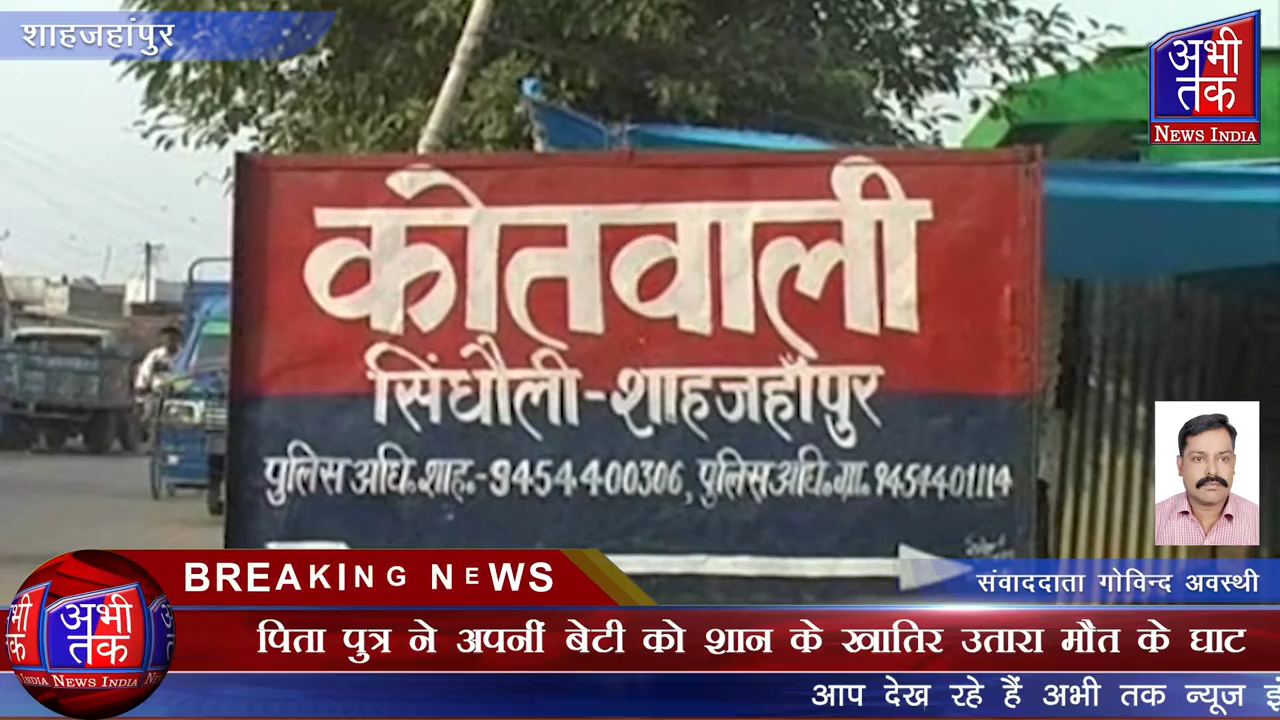 शाहजहांपुर
अभी
तक
NEWS INDIA
कोतवाली
सिंधौली-शाहजहाँपुर
पुलिस अधि॰शाह॰-9454400306, पुलिस अधि॰ग्रा॰ 9454401114
BREAKING NEWS
संवाददाता गोविन्द अवस्थी
अभी
तक
NEWS INDIA
पिता पुत्र ने अपनीं बेटी को शान के खातिर उतारा मौत के घाट
आप देख रहे हैं अभी तक न्यूज